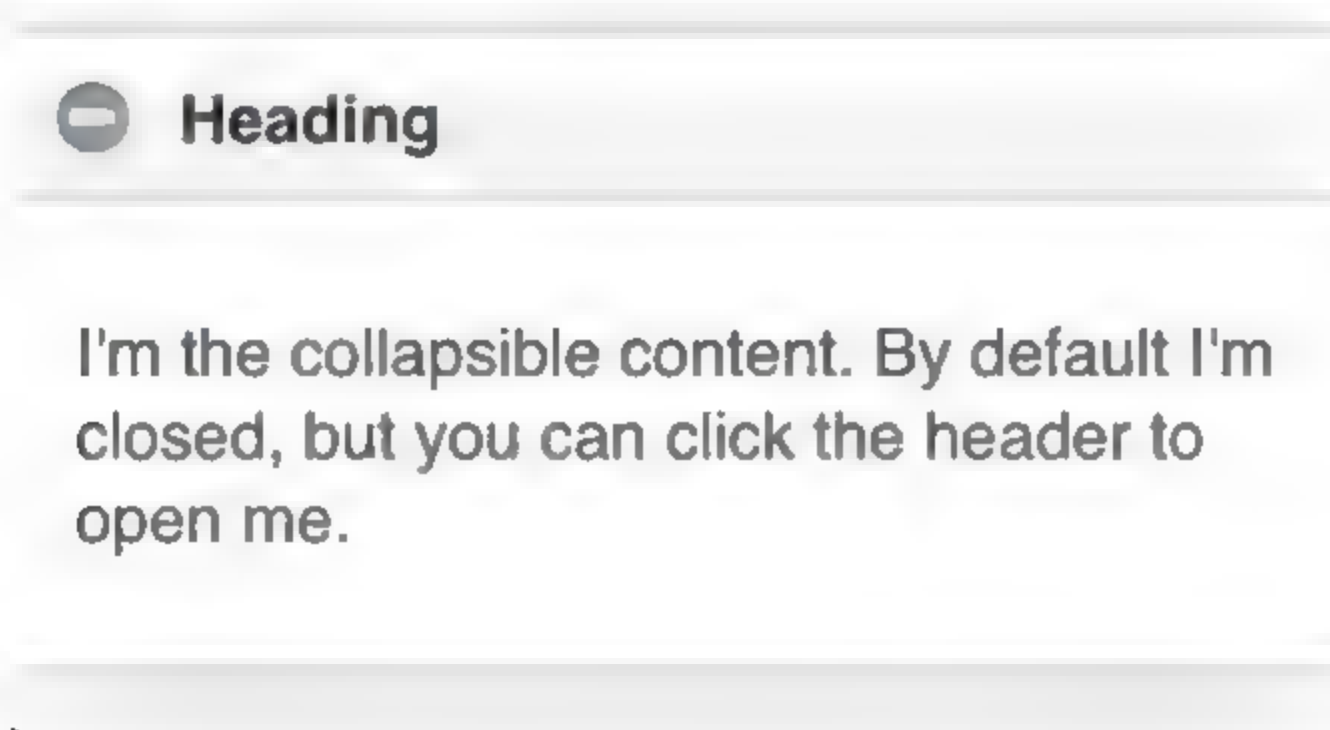 Heading
I'm the collapsible content. By default I'm
closed, but you can click the header to
open me.